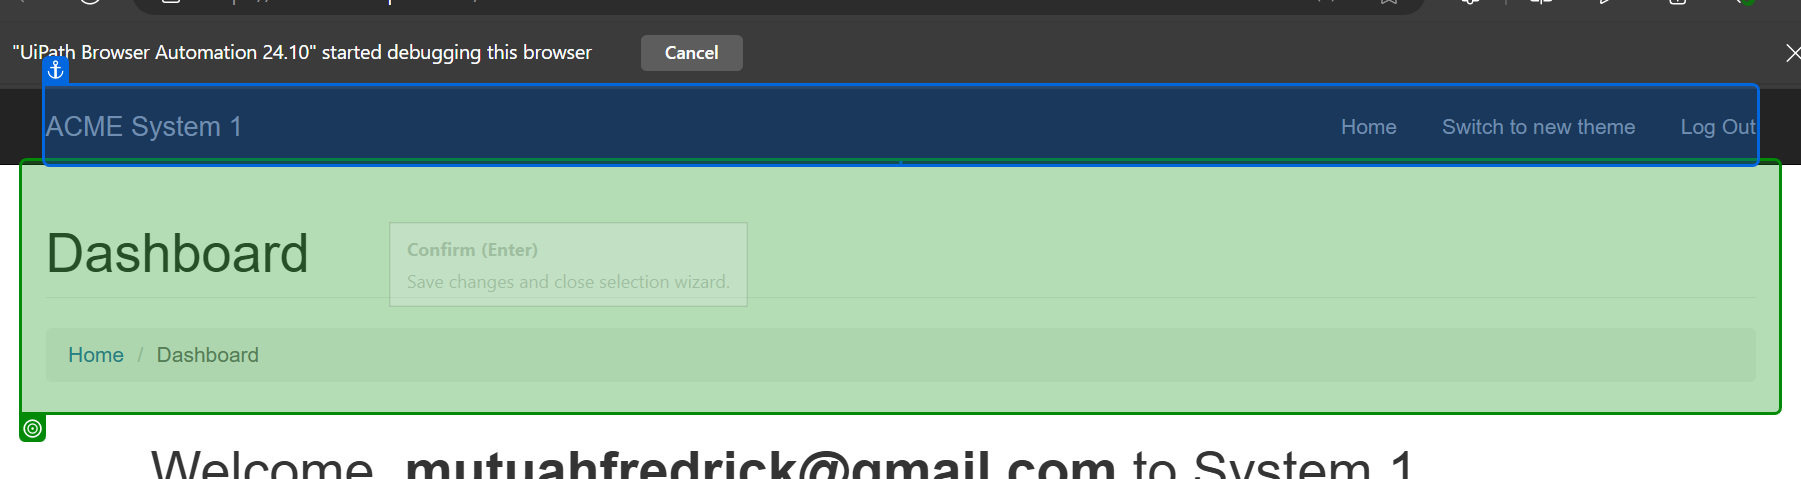 "UiPath Browser Automation 24.10" started debugging this browser Cancel
ACME System 1 Home Switch to new theme Log Out
Dashboard
Confirm (Enter)
Save changes and close selection wizard.
Home / Dashboard
Welcome, mutuahfredrick@gmail.com to System 1